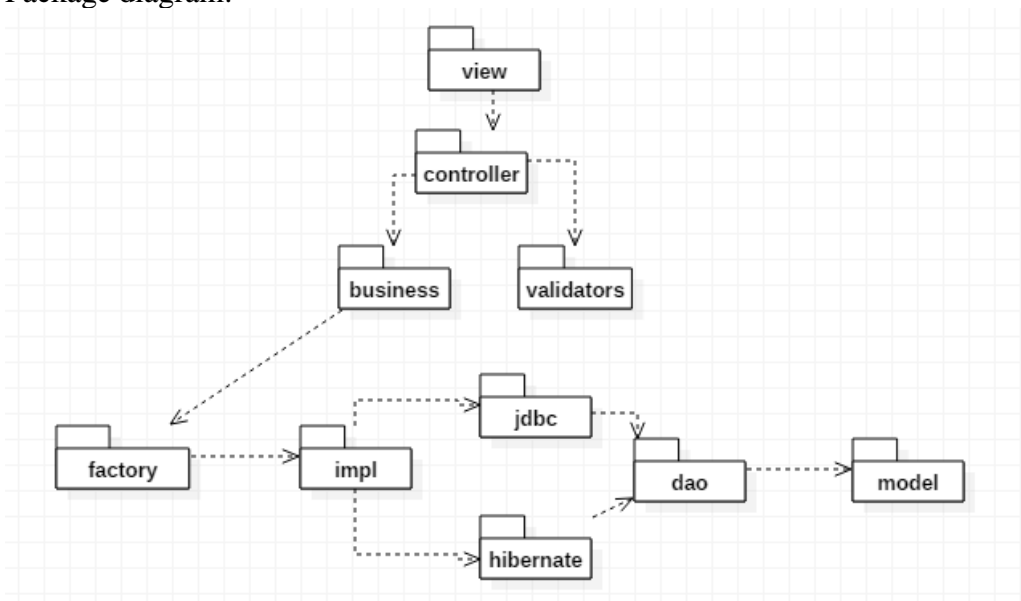 Package diagram:
view
controller
business
validators
jdbc
factory
impl
dao
model
hibernate